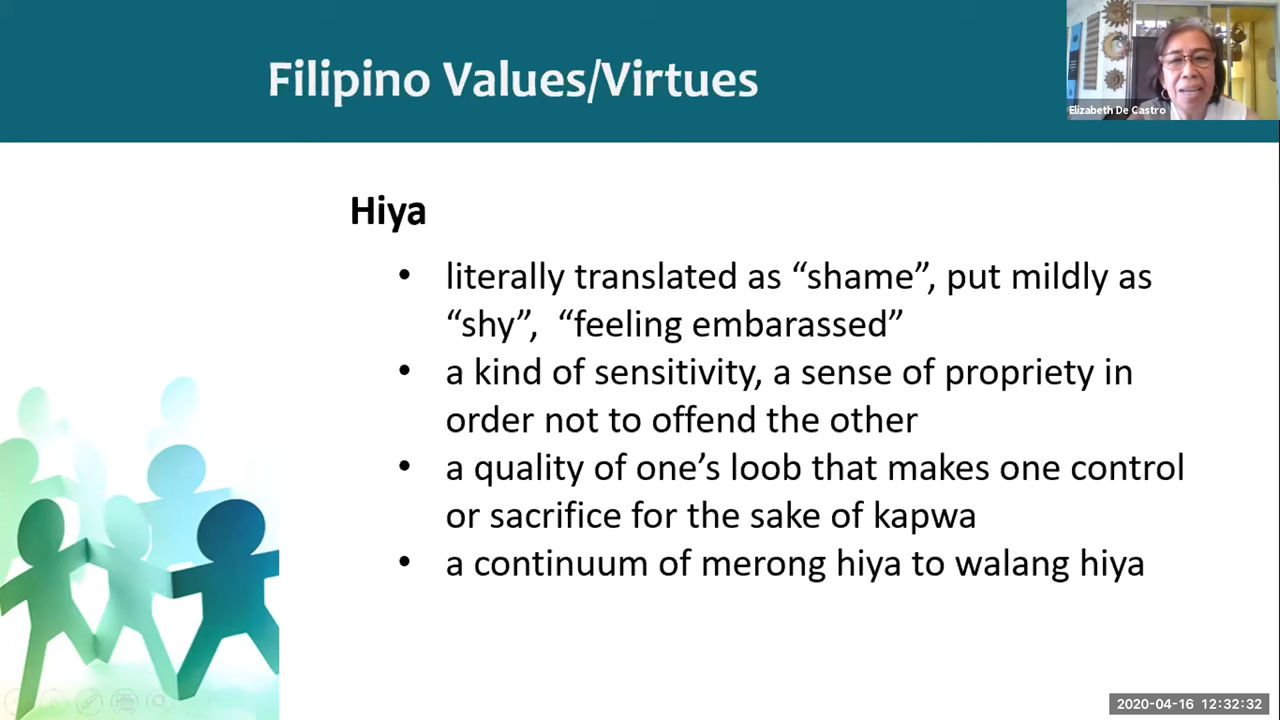 Filipino Values/Virtues
Elizabeth De Castro
Hiya
• literally translated as “shame”, put mildly as
“shy”, “feeling embarassed”
• a kind of sensitivity, a sense of propriety in
order not to offend the other
• a quality of one’s loob that makes one control
or sacrifice for the sake of kapwa
• a continuum of merong hiya to walang hiya
2020-04-16 12:32:32